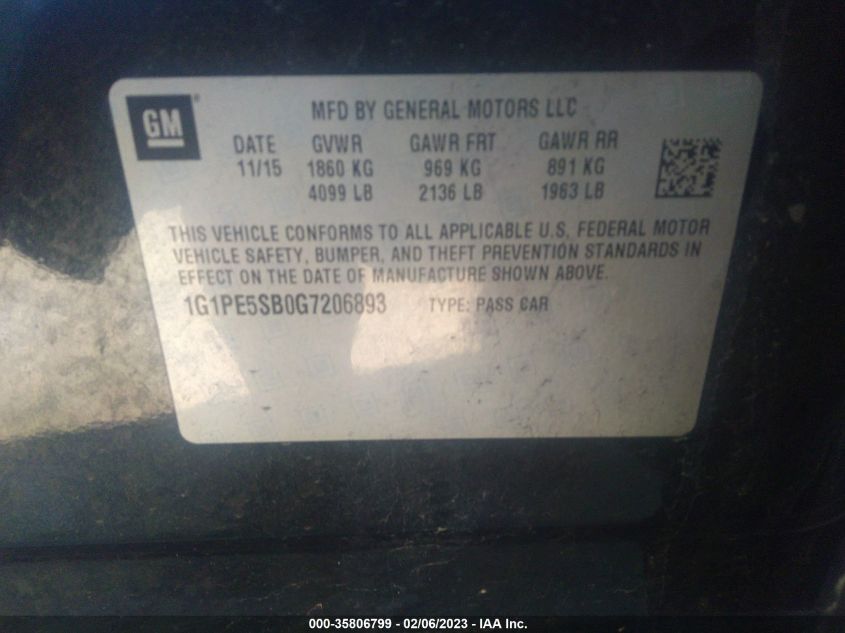 GM
MFD BY GENERAL MOTORS LLC
DATE GVWR GAWR FRT GAWR RR
11/15 1860 KG 969 KG 891 KG
4099 LB 2136 LB 1963 LB
THIS VEHICLE CONFORMS TO ALL APPLICABLE U.S. FEDERAL MOTOR
VEHICLE SAFETY, BUMPER, AND THEFT PREVENTION STANDARDS IN
EFFECT ON THE DATE OF MANUFACTURE SHOWN ABOVE.
1G1PE5SB0G7206893 TYPE: PASS CAR
000-35806799 - 02/06/2023 - IAA Inc.